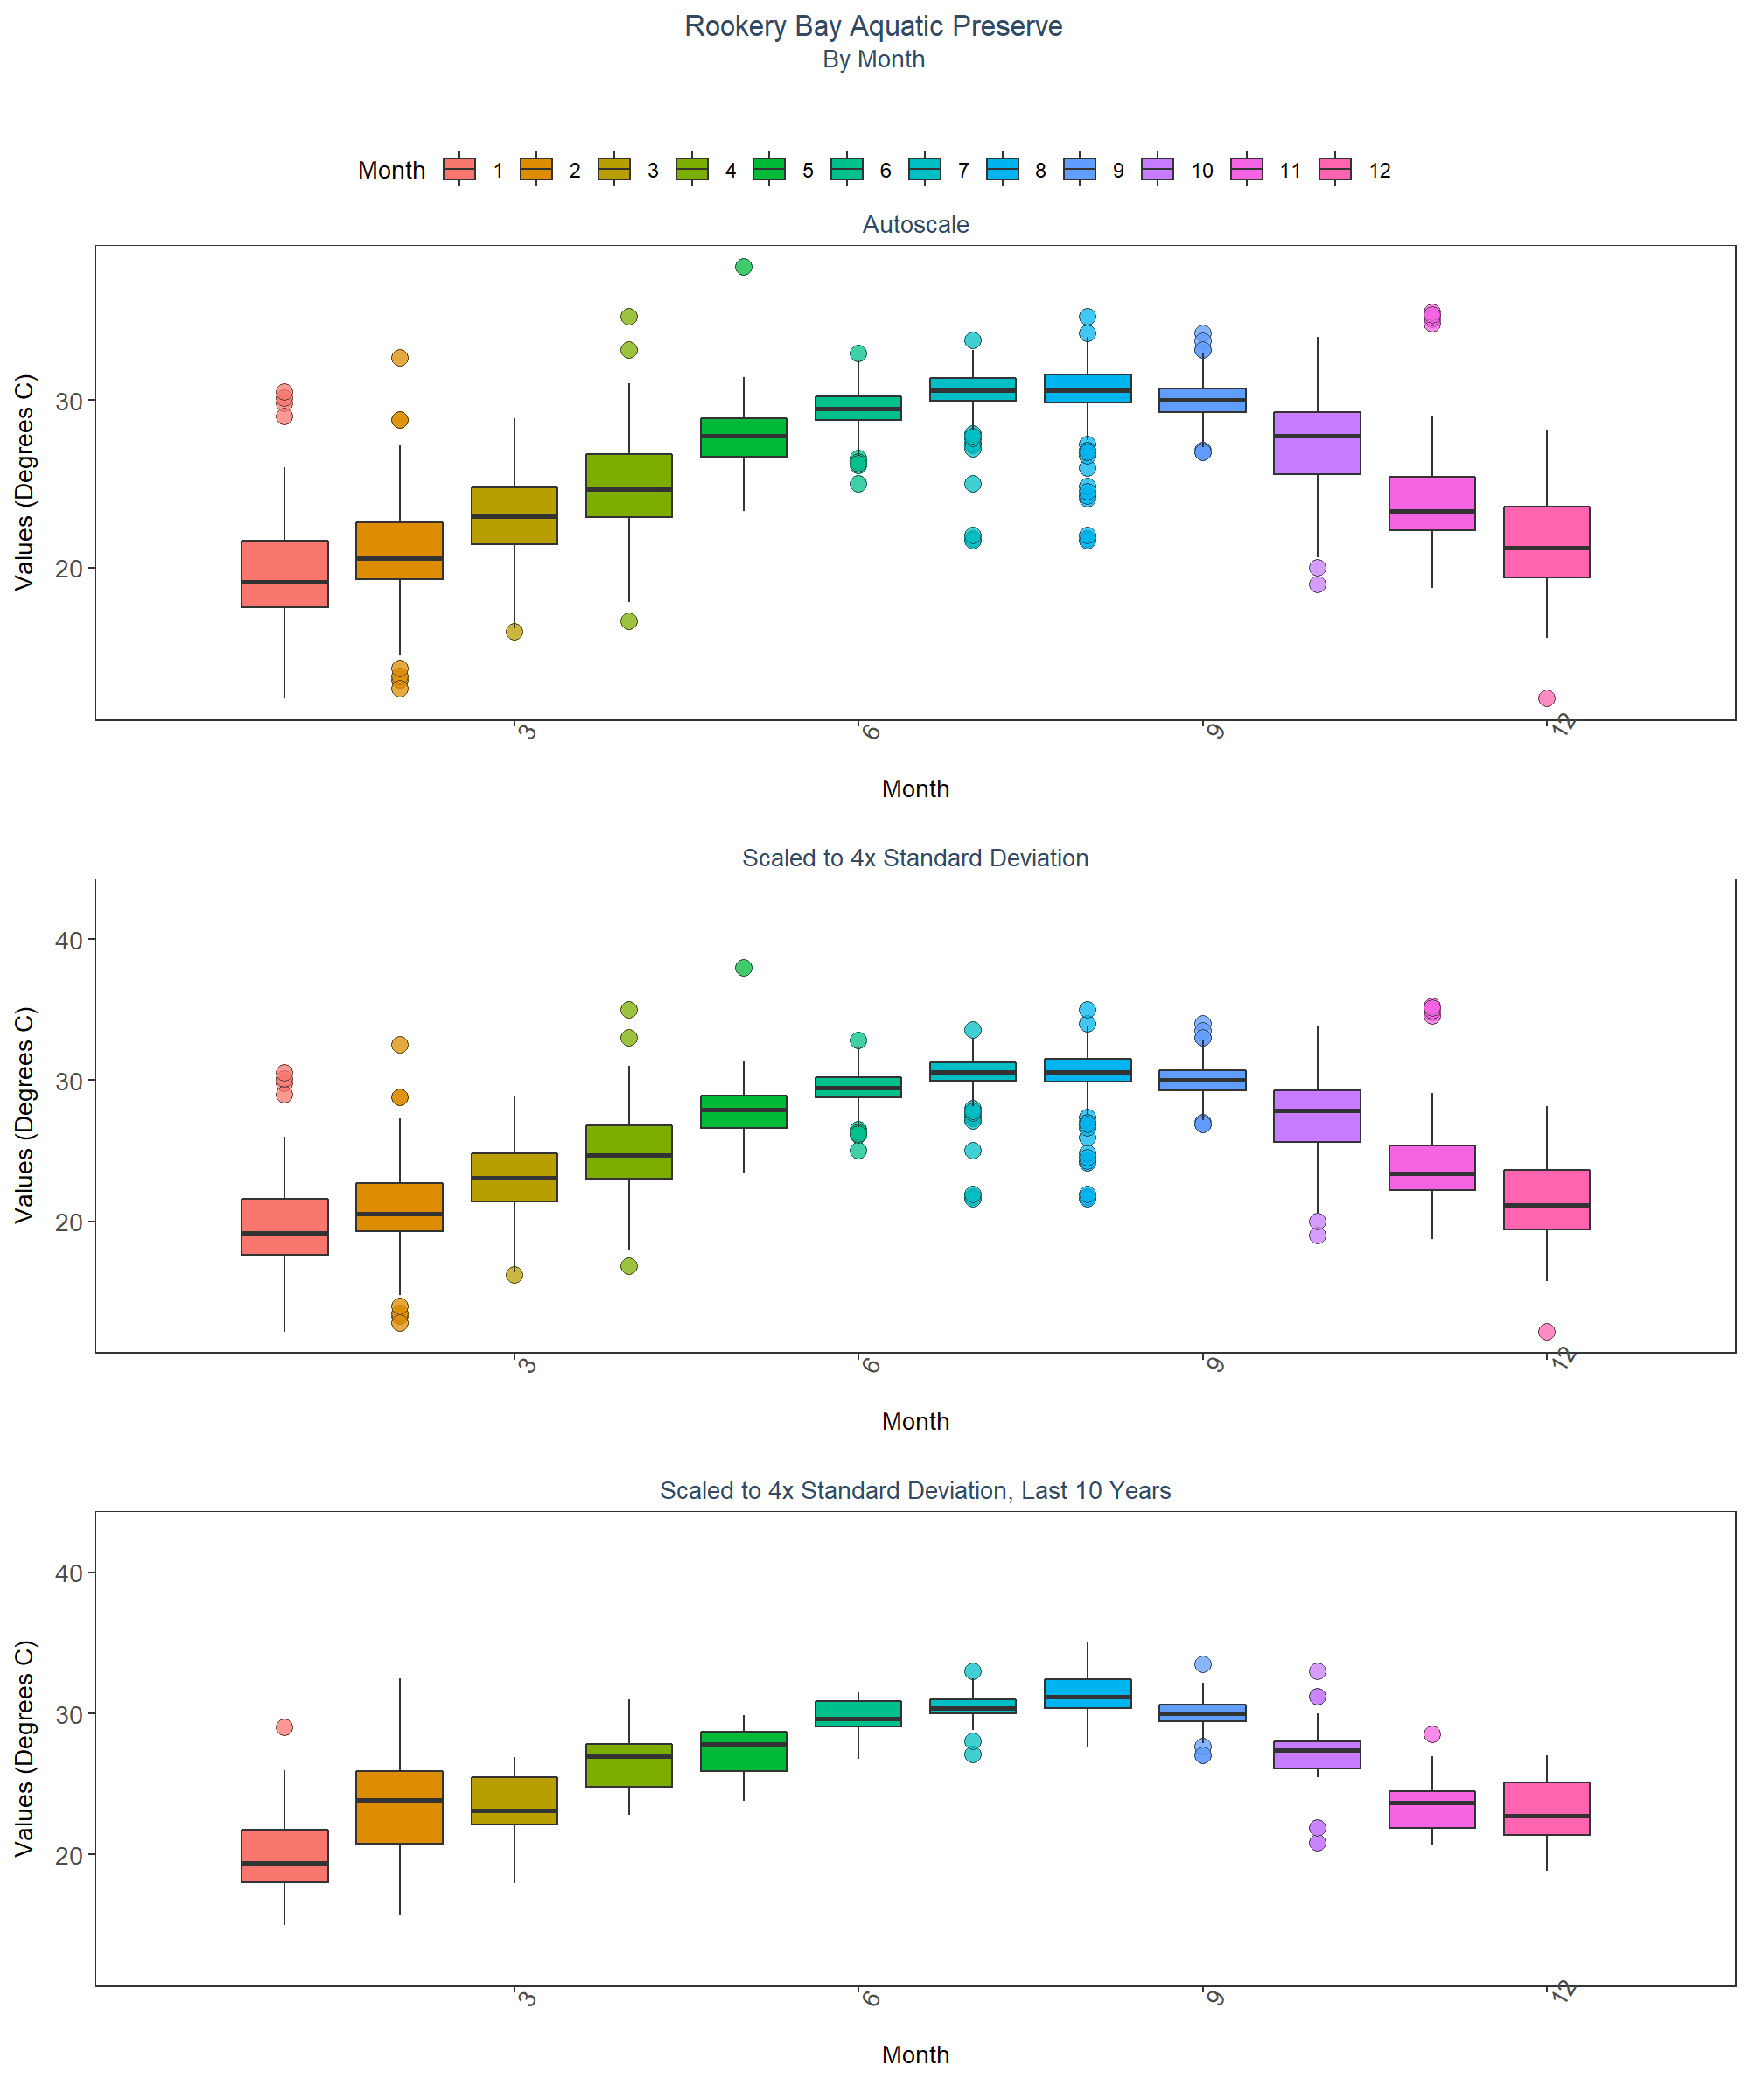 Rookery Bay Aquatic Preserve
By Month
Month 1 2 3 4 5 6 7 8 9 10 11 12
Autoscale
Values (Degrees C)
30
20
3 6 9 12
Month
Scaled to 4x Standard Deviation
Values (Degrees C)
40
30
20
3 6 9 12
Month
Scaled to 4x Standard Deviation, Last 10 Years
Values (Degrees C)
40
30
20
3 6 9 12
Month